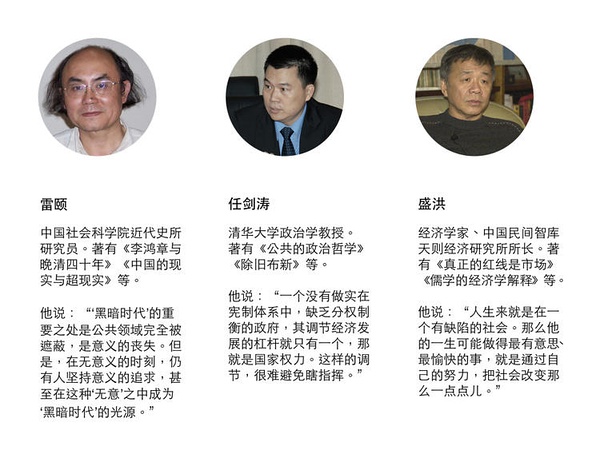 雷颐
中国社会科学院近代史所
研究员。著有《李鸿章与
晚清四十年》《中国的现
实与超现实》等。
他说：“‘黑暗时代’的重
要之处是公共领域完全被
遮蔽，是意义的丧失。但
是，在无意义的时刻，仍
有人坚持意义的追求，甚
至在这种‘无意’之中成为
‘黑暗时代’的光源。”
任剑涛
清华大学政治学教授。
著有《公共的政治哲学》
《除旧布新》等。
他说：“一个没有做实在
宪制体系中，缺乏分权制
衡的政府，其调节经济发
展的杠杆就只有一个，那
就是国家权力。这样的调
节，很难避免瞎指挥。”
盛洪
经济学家、中国民间智库
天则经济研究所所长。著
有《真正的红线是市场》
《儒学的经济学解释》等。
他说：“人生来就是在一
个有缺陷的社会。那么他
的一生可能做得最有意思、
最愉快的事，就是通过自
己的努力，把社会改变那
么一点点儿。”